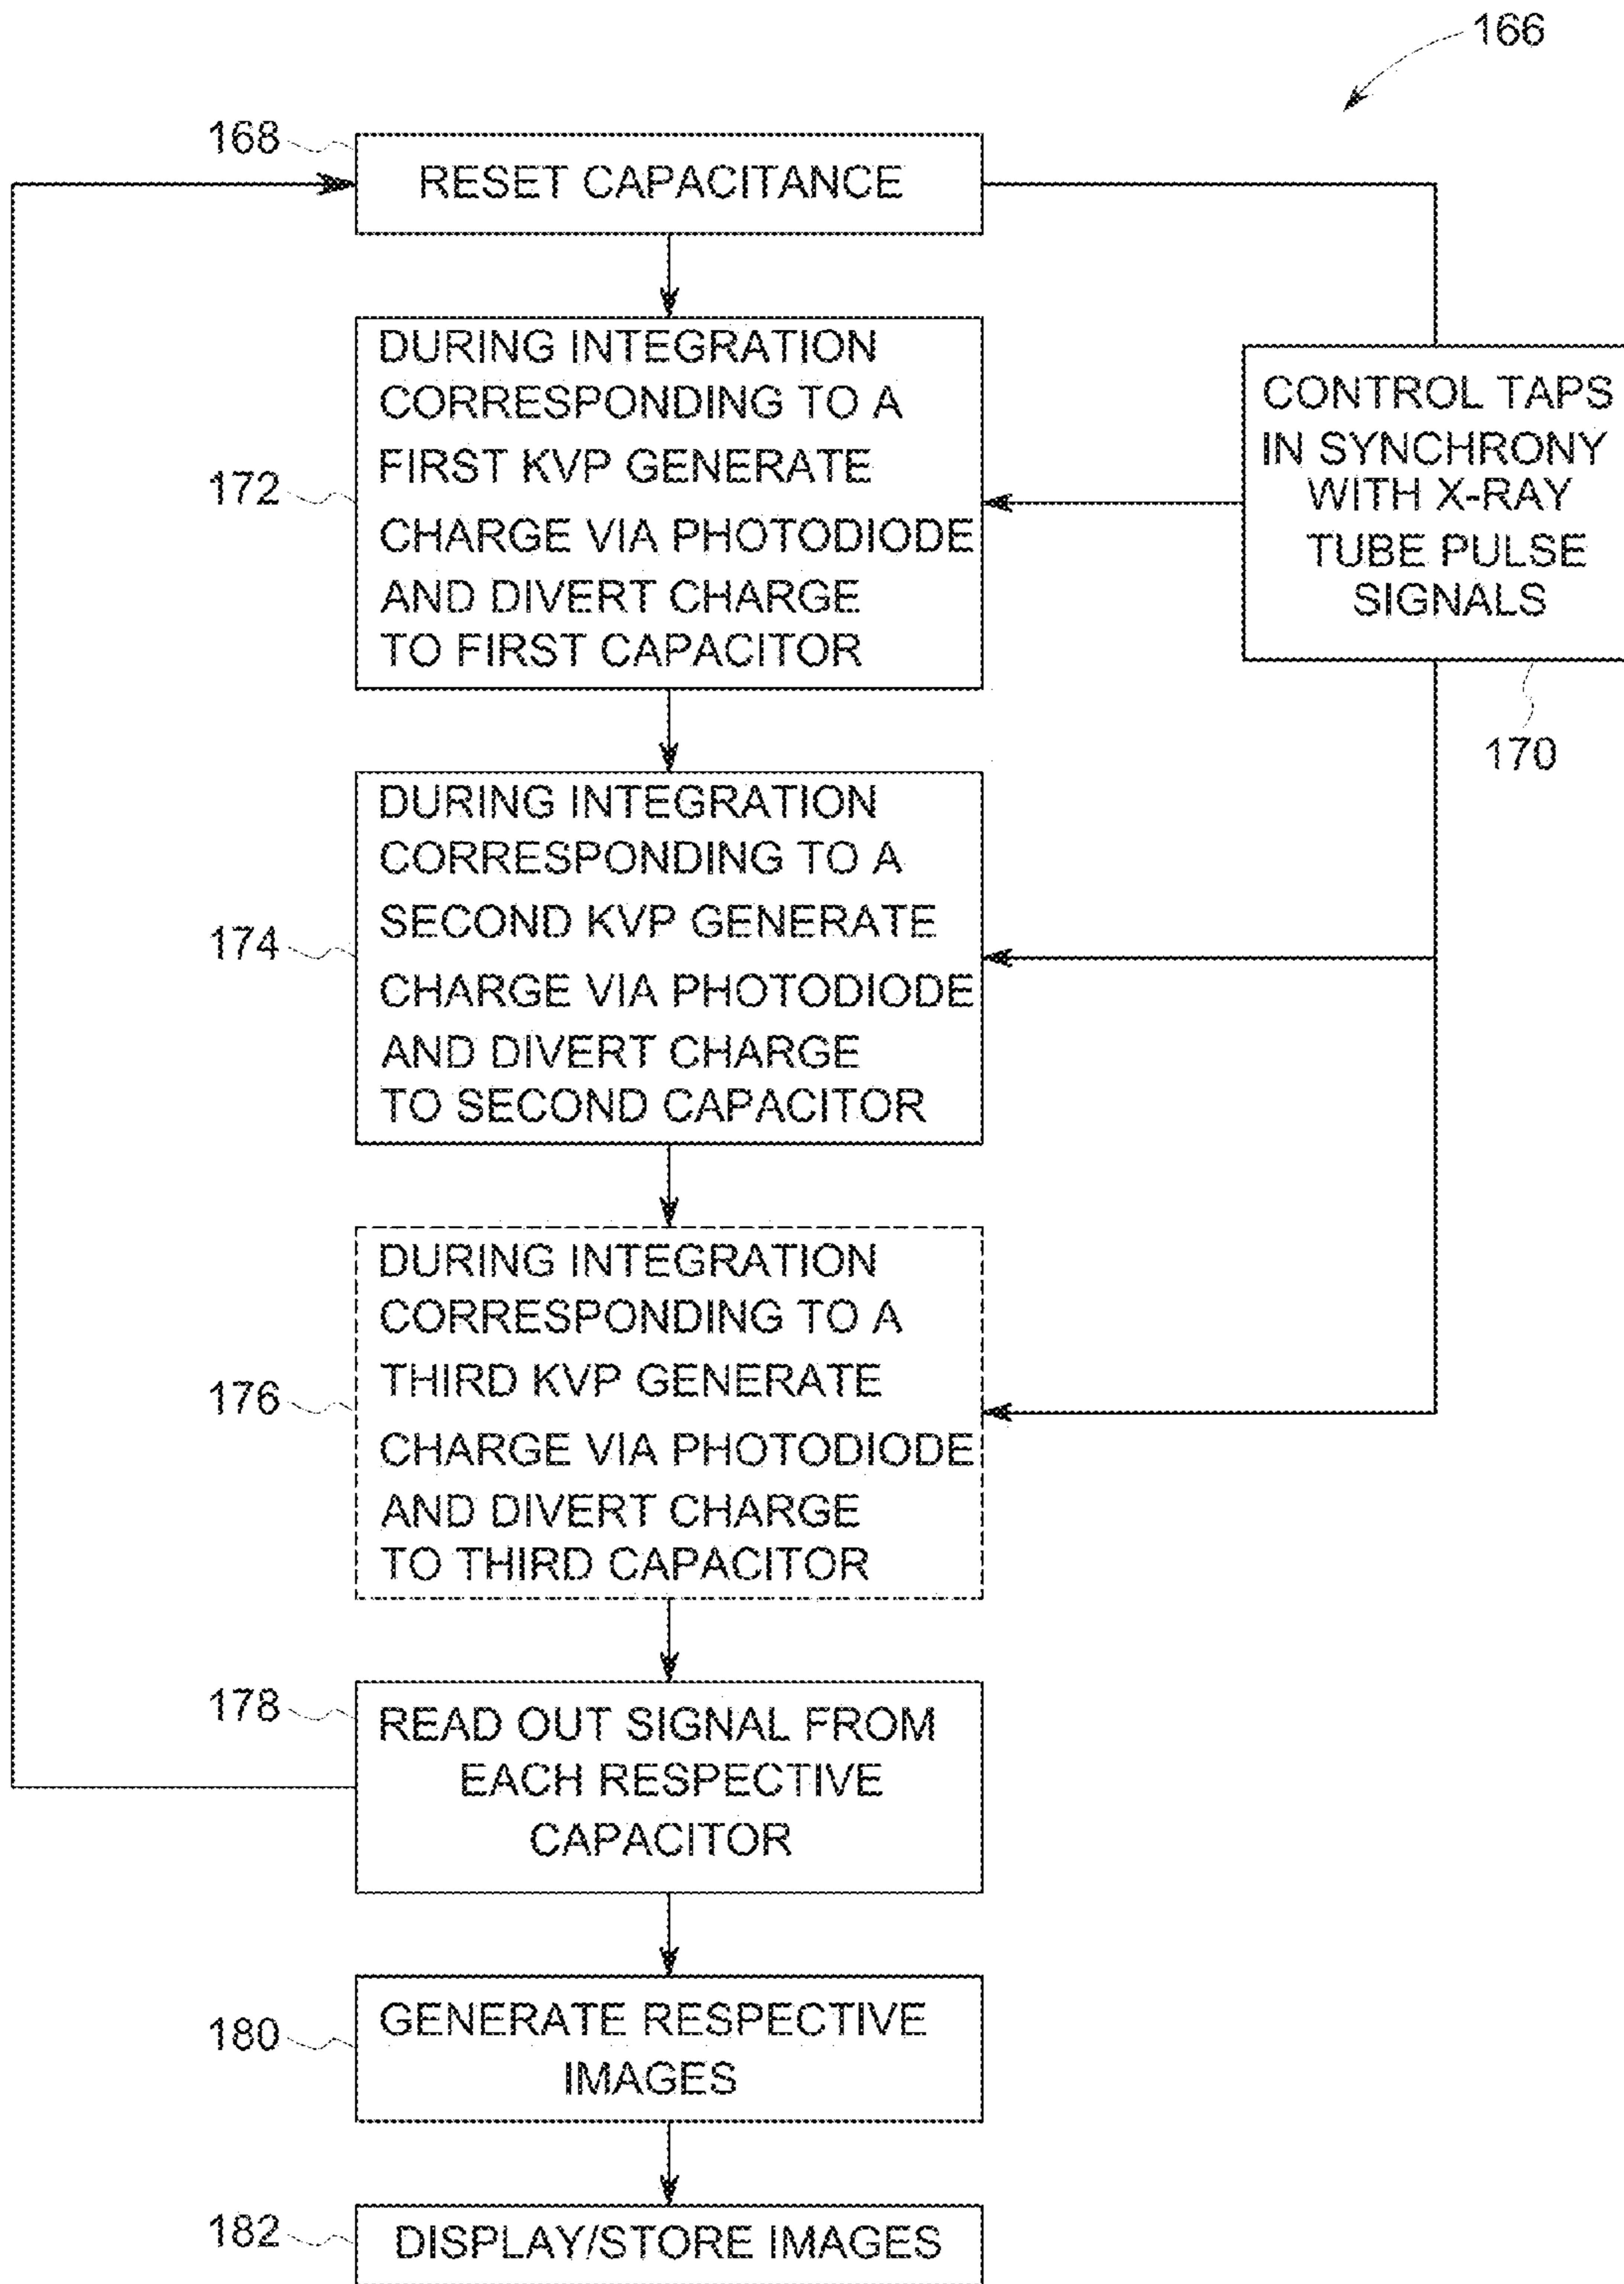 166
168
RESET CAPACITANCE
DURING INTEGRATION
CORRESPONDING TO A
FIRST KVP GENERATE
CHARGE VIA PHOTODIODE
AND DIVERT CHARGE
TO FIRST CAPACITOR
172
CONTROL TAPS
IN SYNCHRONY
WITH X-RAY
TUBE PULSE
SIGNALS
170
DURING INTEGRATION
CORRESPONDING TO A
SECOND KVP GENERATE
CHARGE VIA PHOTODIODE
AND DIVERT CHARGE
TO SECOND CAPACITOR
174
DURING INTEGRATION
CORRESPONDING TO A
THIRD KVP GENERATE
CHARGE VIA PHOTODIODE
AND DIVERT CHARGE
TO THIRD CAPACITOR
176
178
READ OUT SIGNAL FROM
EACH RESPECTIVE
CAPACITOR
180
GENERATE RESPECTIVE
IMAGES
182
DISPLAY/STORE IMAGES